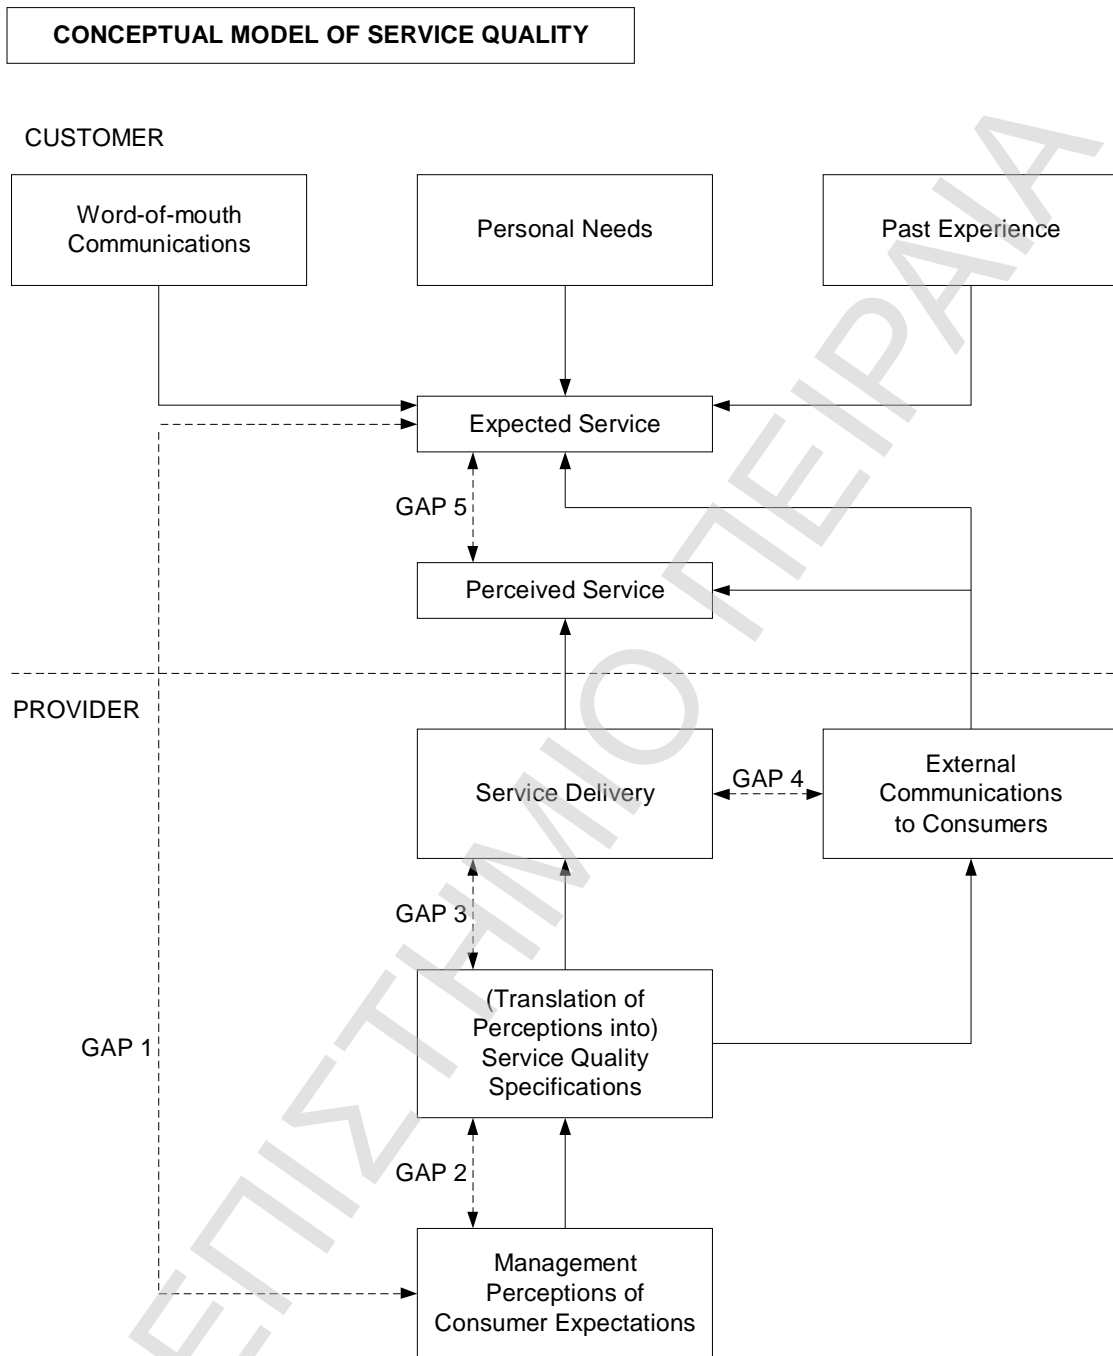 CONCEPTUAL MODEL OF SERVICE QUALITY
CUSTOMER
Word-of-mouth
Communications
Personal Needs
Past Experience
Expected Service
GAP 5
Perceived Service
PROVIDER
Service Delivery
GAP 4
External
Communications
to Consumers
GAP 3
(Translation of
Perceptions into)
Service Quality
Specifications
GAP 1
GAP 2
Management
Perceptions of
Consumer Expectations
ΕΠΙΣΤΗΜΙΟ ΠΕΙΡΑΙΑ